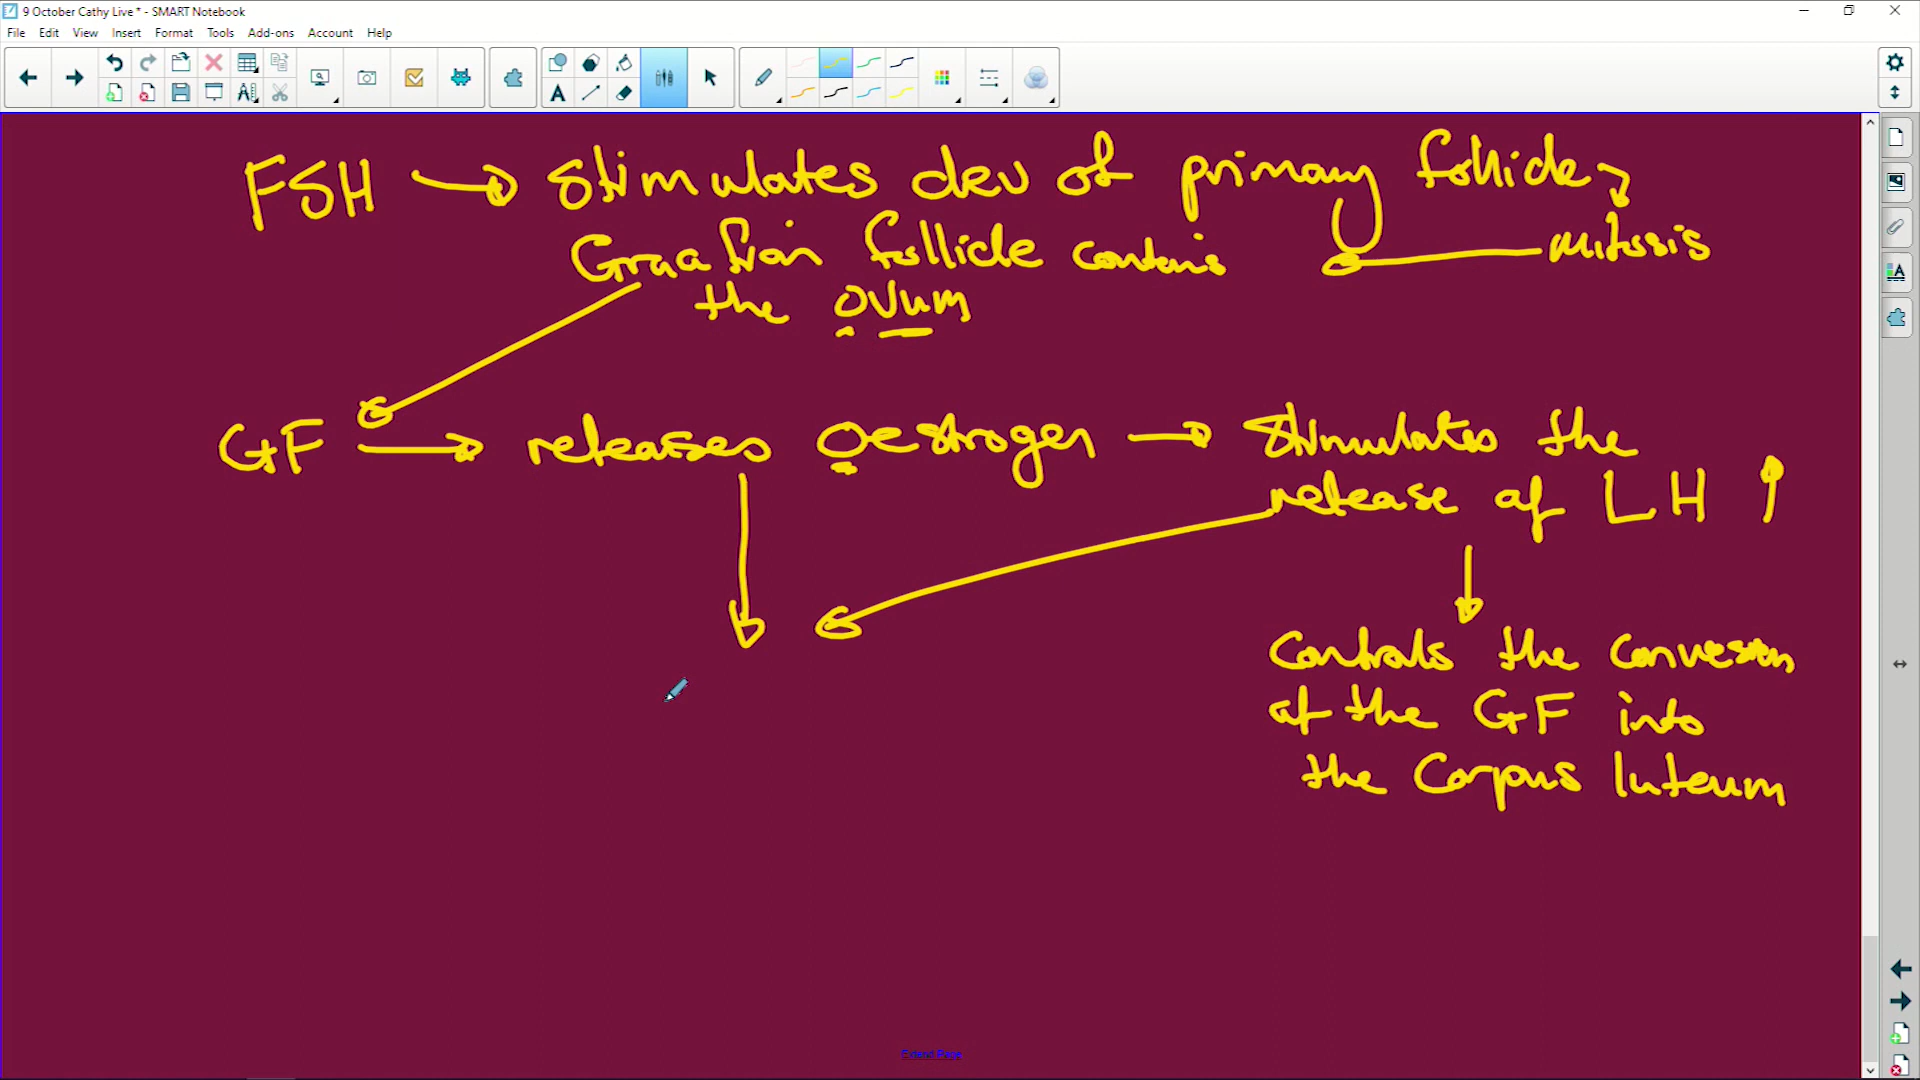 9 October Cathy Live * - SMART Notebook
File Edit View Insert Format Tools Add-ons Account Help
FSH → stimulates dev of primary follicle →
Graafian follicle contains mitosis
the ovum
GF → releases Oestrogen → stimulates the
release of LH ↑
Controls the conversion
of the GF into
the Corpus luteum
Extend Page